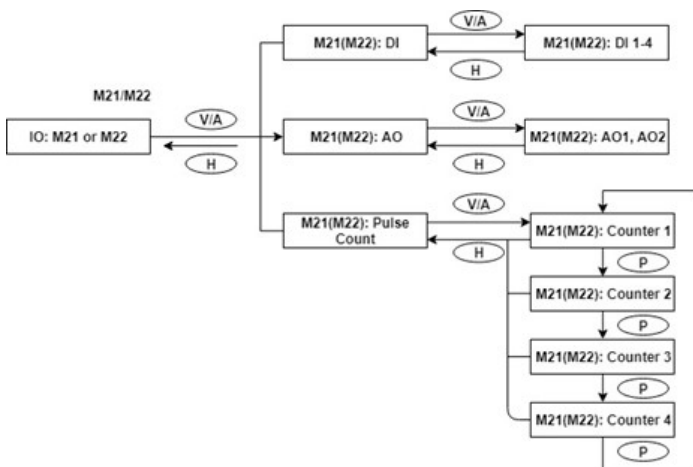 V/A
M21(M22): DI
M21(M22): DI 1-4
H
M21/M22
V/A
V/A
IO: M21 or M22
M21(M22): AO
M21(M22): AO1, AO2
H
H
V/A
M21(M22): Pulse
Count
M21(M22): Counter 1
H
P
M21(M22): Counter 2
P
M21(M22): Counter 3
P
M21(M22): Counter 4
P